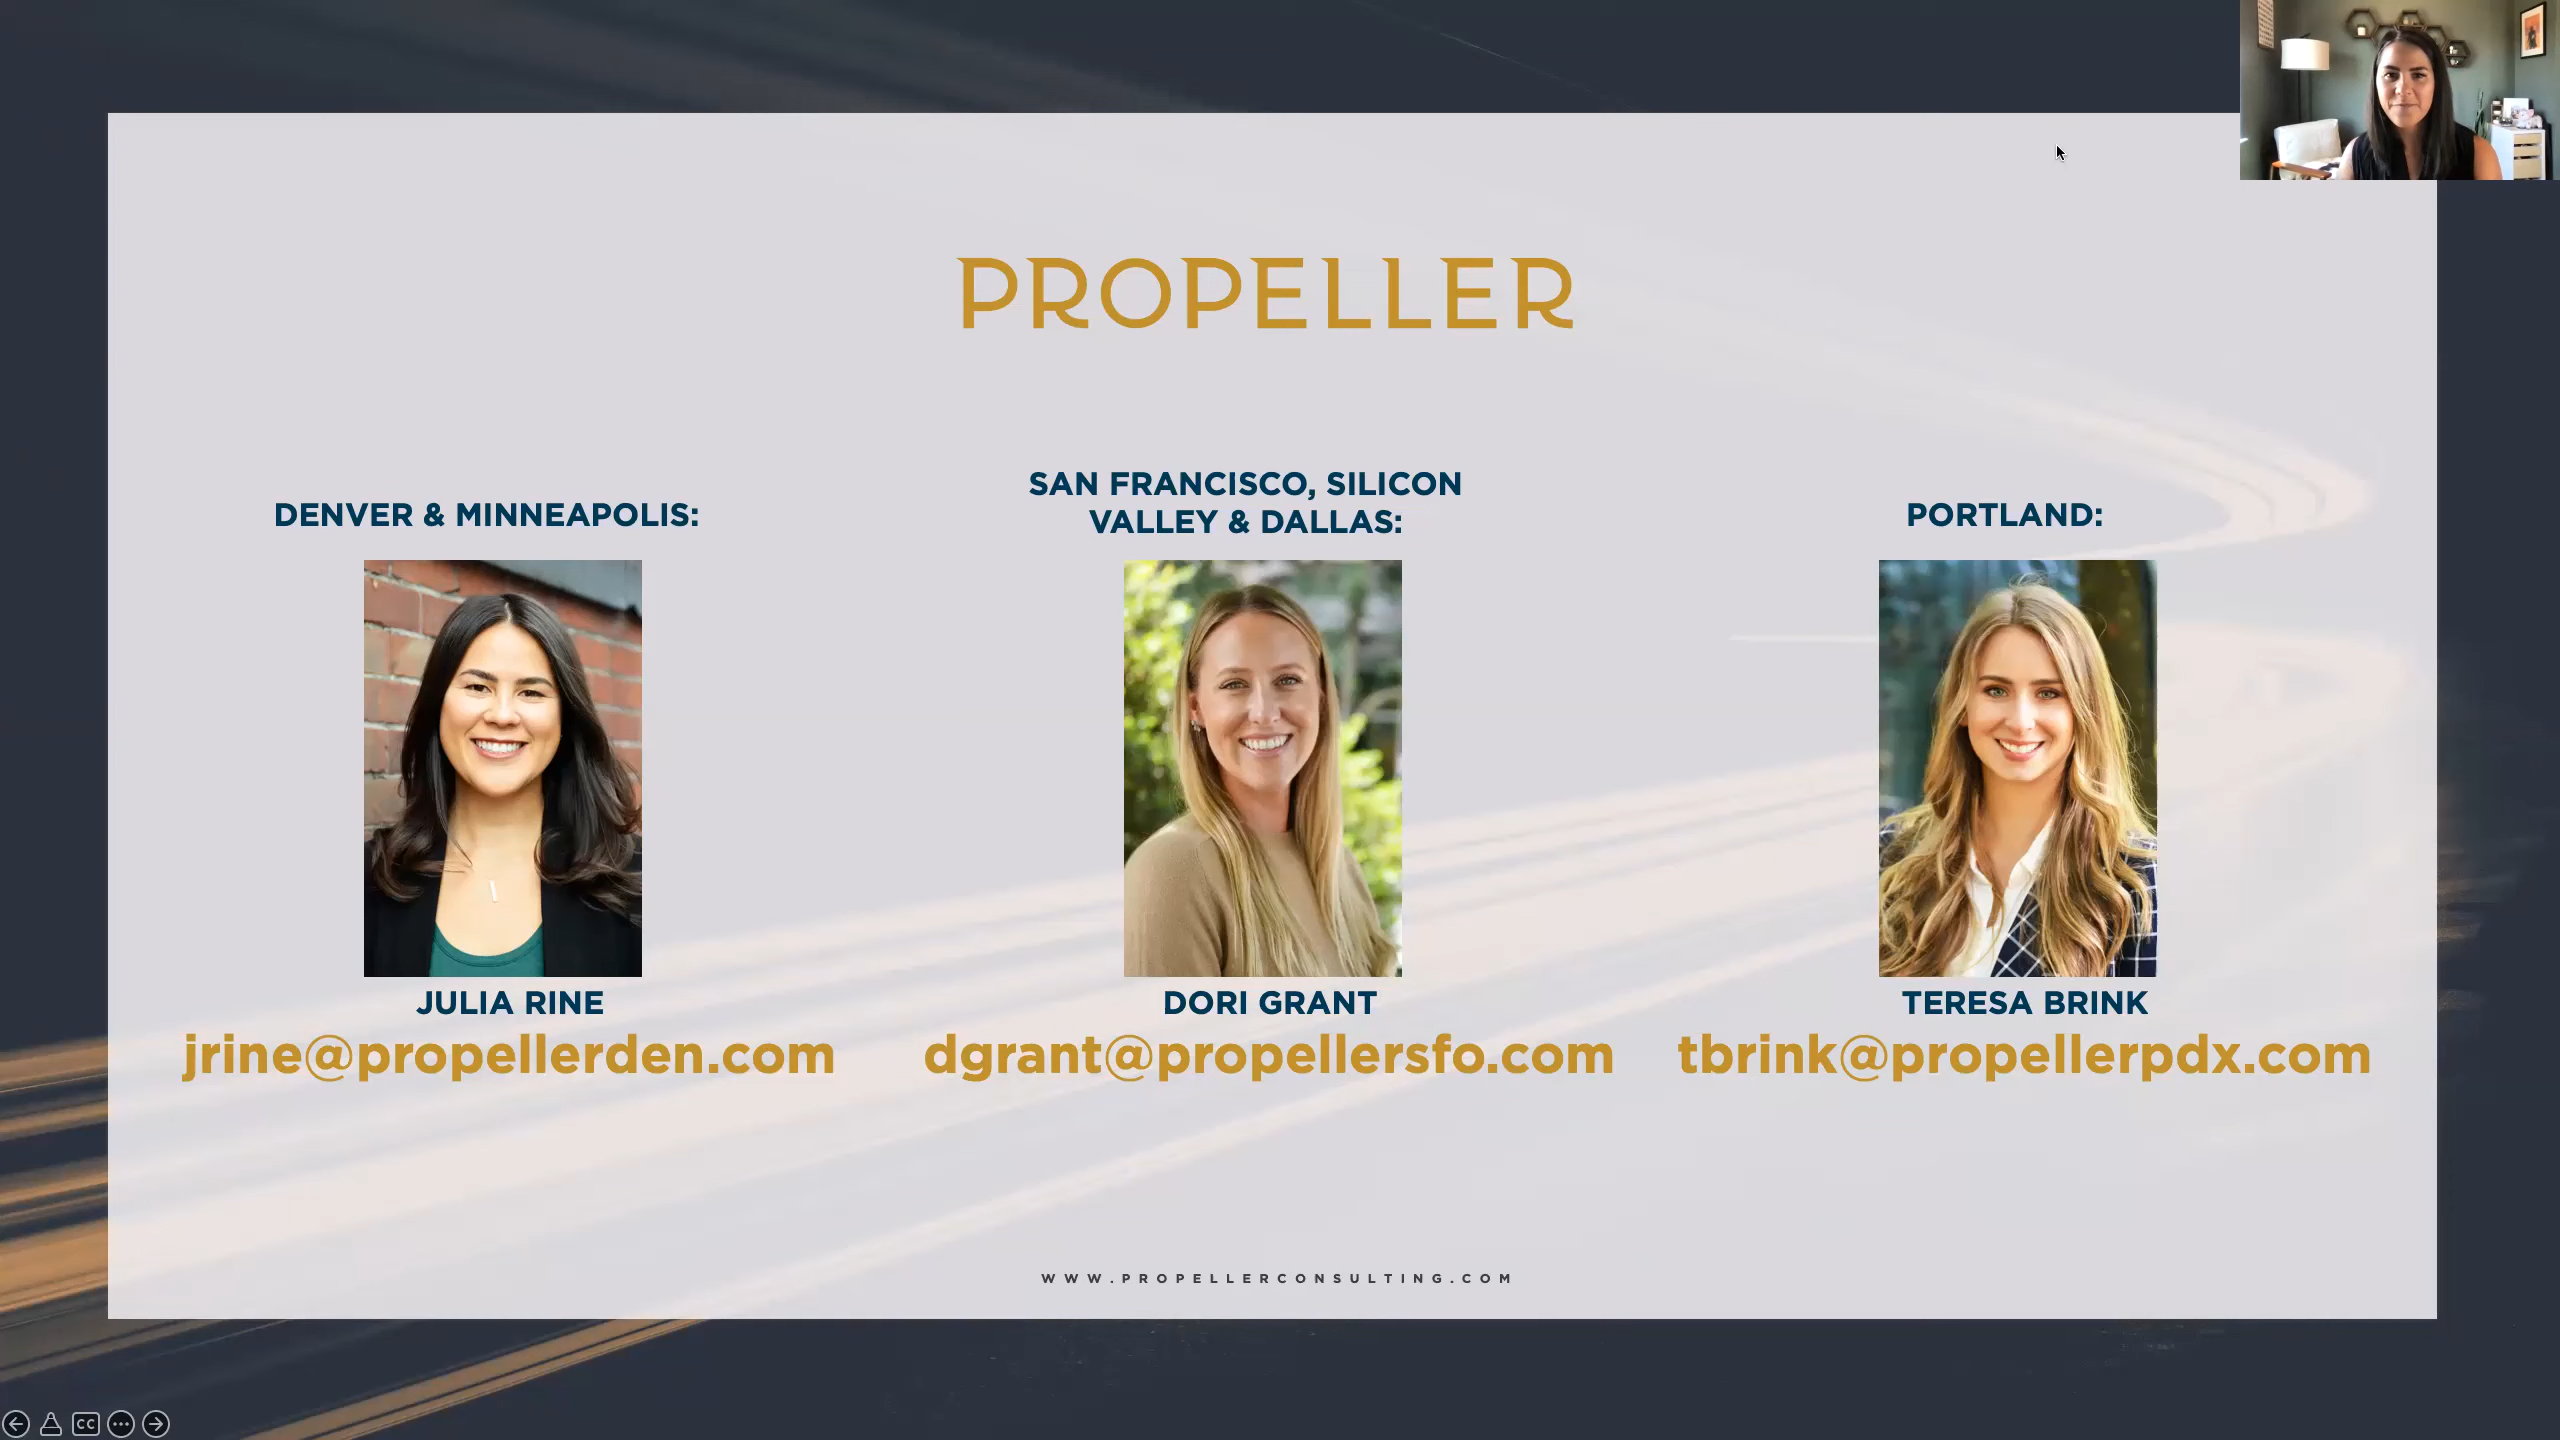 PROPELLER
DENVER & MINNEAPOLIS:
JULIA RINE
jrine@propellerden.com
SAN FRANCISCO, SILICON
VALLEY & DALLAS:
DORI GRANT
dgrant@propellersfo.com
PORTLAND:
TERESA BRINK
tbrink@propellerpdx.com
WWW.PROPELLERCONSULTING.COM
CC